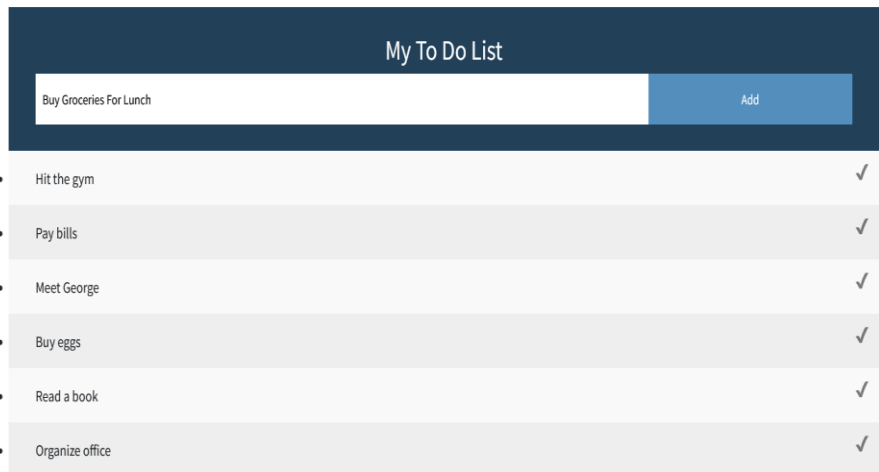 My To Do List
Buy Groceries For Lunch
Add
Hit the gym
Pay bills
Meet George
Buy eggs
Read a book
Organize office